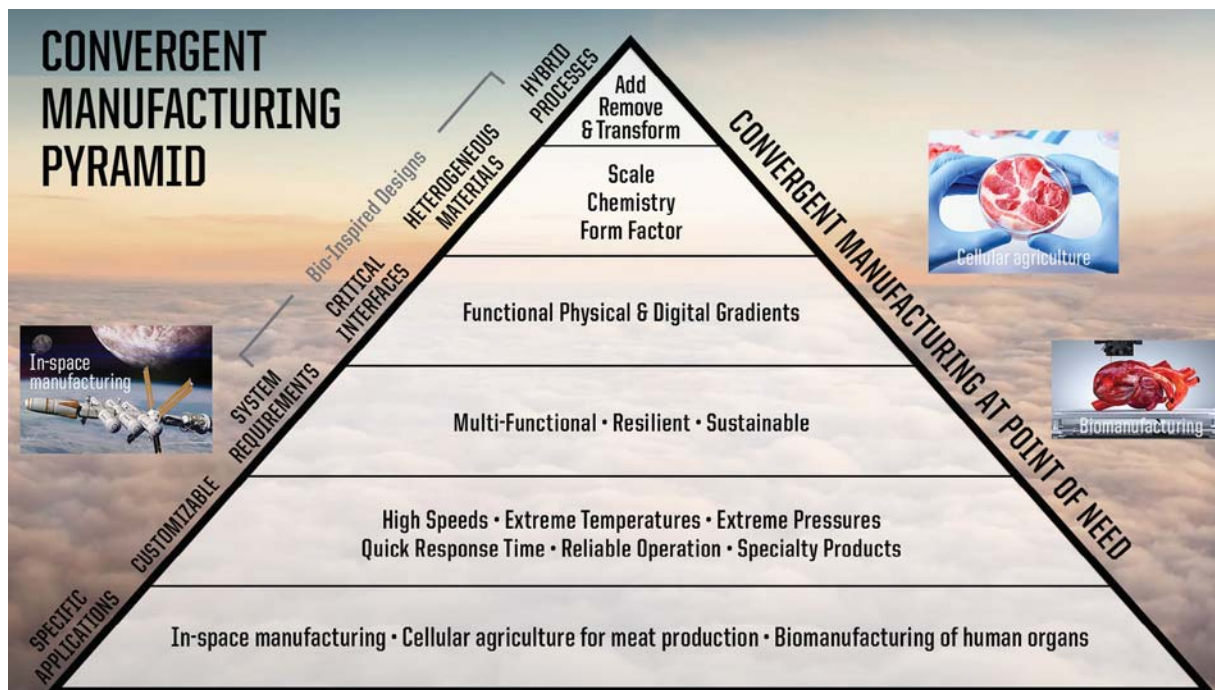 CONVERGENT
MANUFACTURING
PYRAMID
HYBRID
PROCESSES
Add
Remove
& Transform
Bio-Inspired Designs
HETEROGENEOUS
MATERIALS
Scale
Chemistry
Form Factor
CRITICAL
INTERFACES
Functional Physical & Digital Gradients
SYSTEM
REQUIREMENTS
Multi-Functional • Resilient • Sustainable
CUSTOMIZABLE
High Speeds • Extreme Temperatures • Extreme Pressures
Quick Response Time • Reliable Operation • Specialty Products
SPECIFIC
APPLICATIONS
In-space manufacturing • Cellular agriculture for meat production • Biomanufacturing of human organs
CONVERGENT MANUFACTURING AT POINT OF NEED
In-space
manufacturing
Cellular agriculture
Biomanufacturing